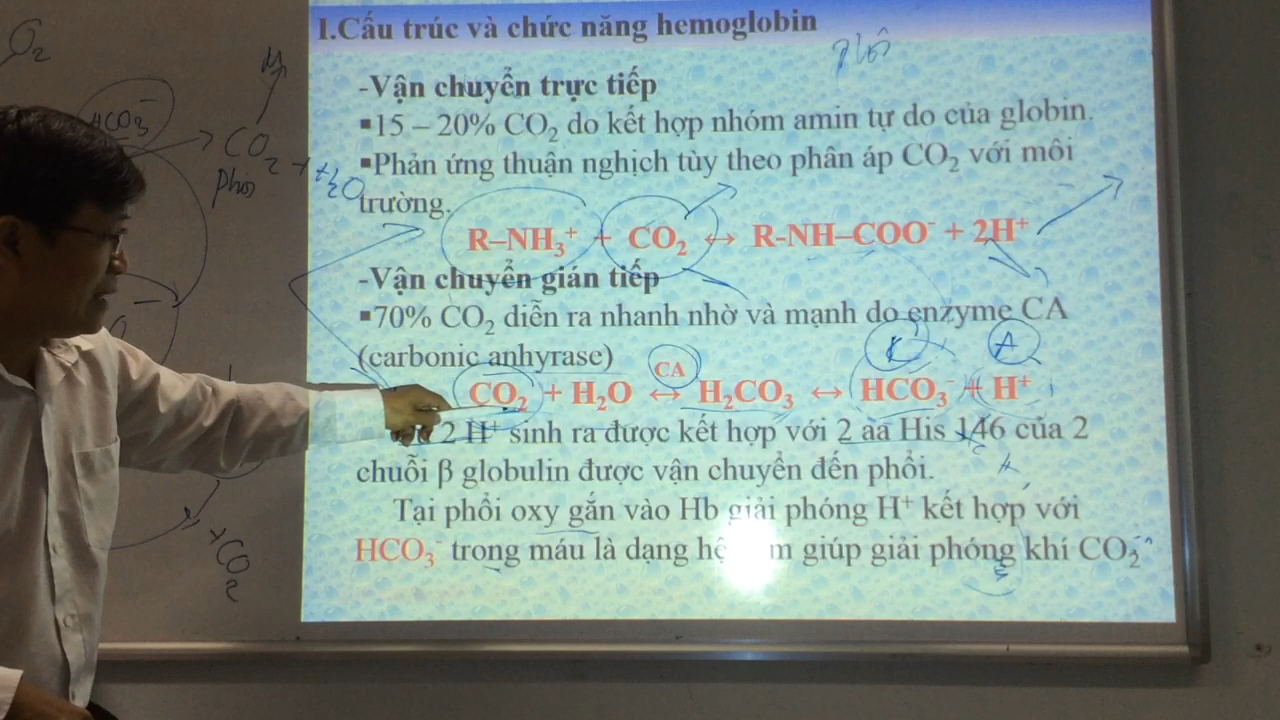 I.Cấu trúc và chức năng hemoglobin
-Vận chuyển trực tiếp
▪15 – 20% CO₂ do kết hợp nhóm amin tự do của globin.
▪Phản ứng thuận nghịch tùy theo phân áp CO₂ với môi
trường.
R–NH₃⁺ + CO₂ ↔ R-NH–COO⁻ + 2H⁺
-Vận chuyển gián tiếp
▪70% CO₂ diễn ra nhanh nhờ và mạnh do enzyme CA
(carbonic anhyrase)
CA
CO₂ + H₂O ↔ H₂CO₃ ↔ HCO₃⁻ + H⁺
2 H⁺ sinh ra được kết hợp với 2 aa His 146 của 2
chuỗi β globulin được vận chuyển đến phổi.
Tại phổi oxy gắn vào Hb giải phóng H⁺ kết hợp với
HCO₃⁻ trong máu là dạng giúp giải phóng khí CO₂
O₂
HCO₃⁻
CO₂ + H₂O
+CO₂
K
A